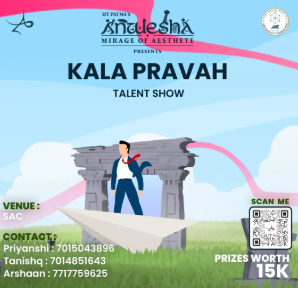 IIT PATNA'S
ANWESHA
MIRAGE OF AESTHETE
PRESENTS
KALA PRAVAH
TALENT SHOW
VENUE :
SAC
CONTACT :
Priyanshi : 7015043896
Tanishq : 7014851643
Arshaan : 7717759625
SCAN ME
PRIZES WORTH
15K